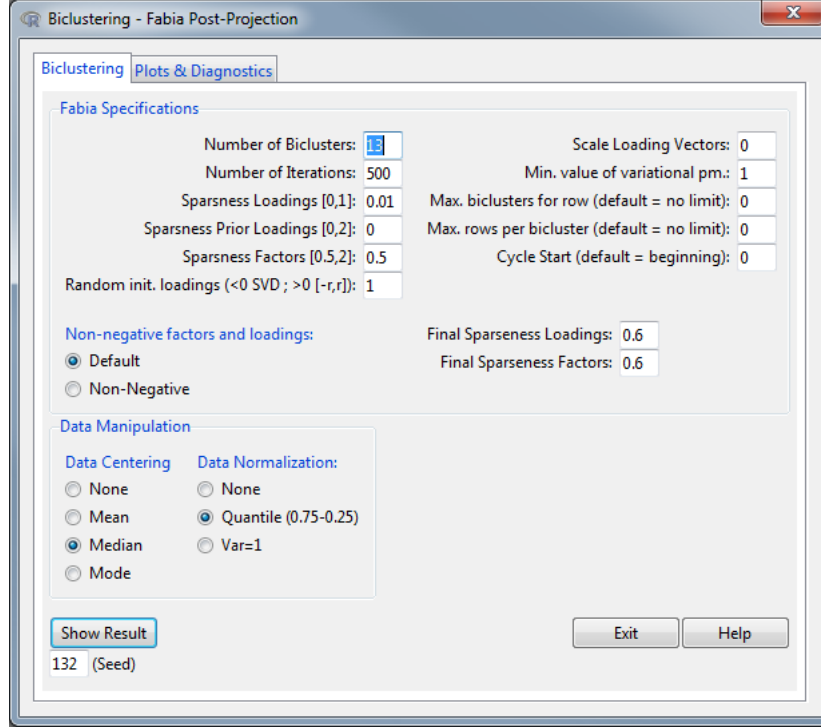 Biclustering - Fabia Post-Projection
Biclustering Plots & Diagnostics
Fabia Specifications
Number of Biclusters: 13 Scale Loading Vectors: 0
Number of Iterations: 500 Min. value of variational pm.: 1
Sparsness Loadings [0,1]: 0.01 Max. biclusters for row (default = no limit): 0
Sparsness Prior Loadings [0,2]: 0 Max. rows per bicluster (default = no limit): 0
Sparsness Factors [0.5,2]: 0.5 Cycle Start (default = beginning): 0
Random init. loadings (<0 SVD ; >0 [-r,r]): 1
Non-negative factors and loadings: Final Sparseness Loadings: 0.6
Default Final Sparseness Factors: 0.6
Non-Negative
Data Manipulation
Data Centering Data Normalization:
None None
Mean Quantile (0.75-0.25)
Median Var=1
Mode
Show Result Exit Help
132 (Seed)